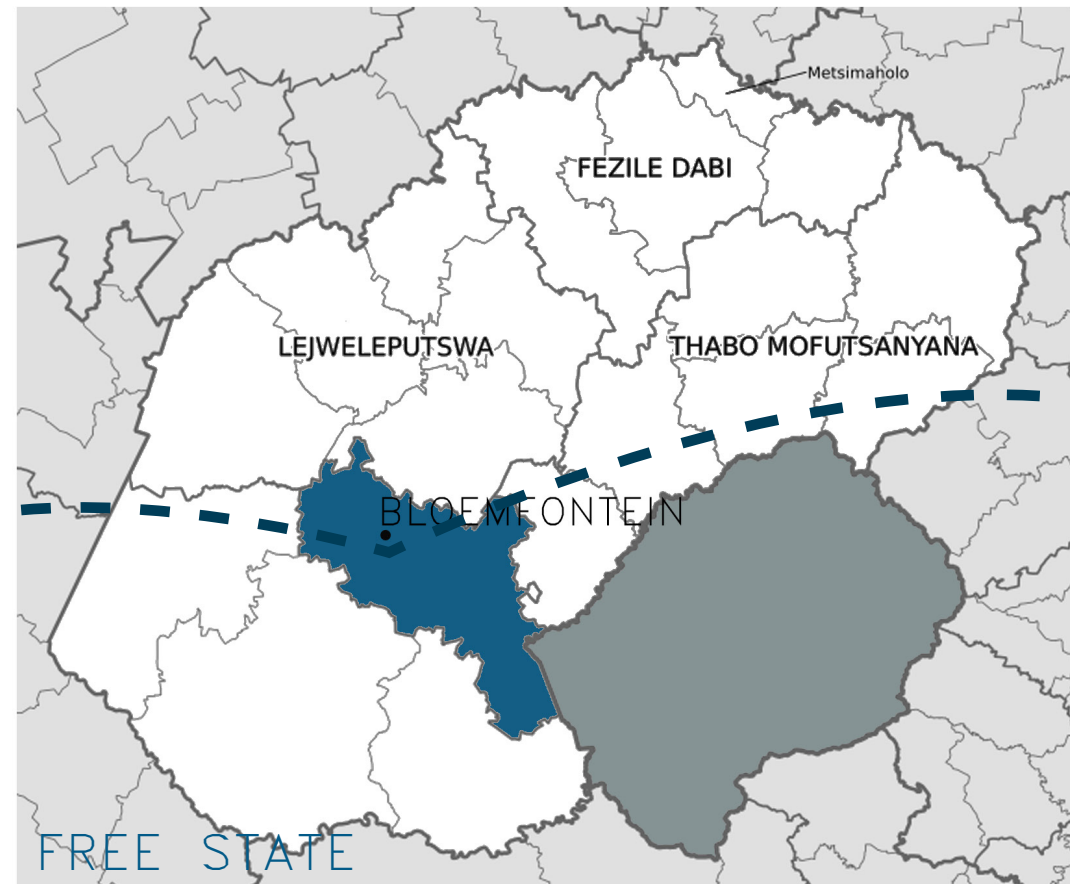 Metsimaholo
FEZILE DABI
LEJWELEPUTSWA
THABO MOFUTSANYANA
BLOEMFONTEIN
FREE STATE